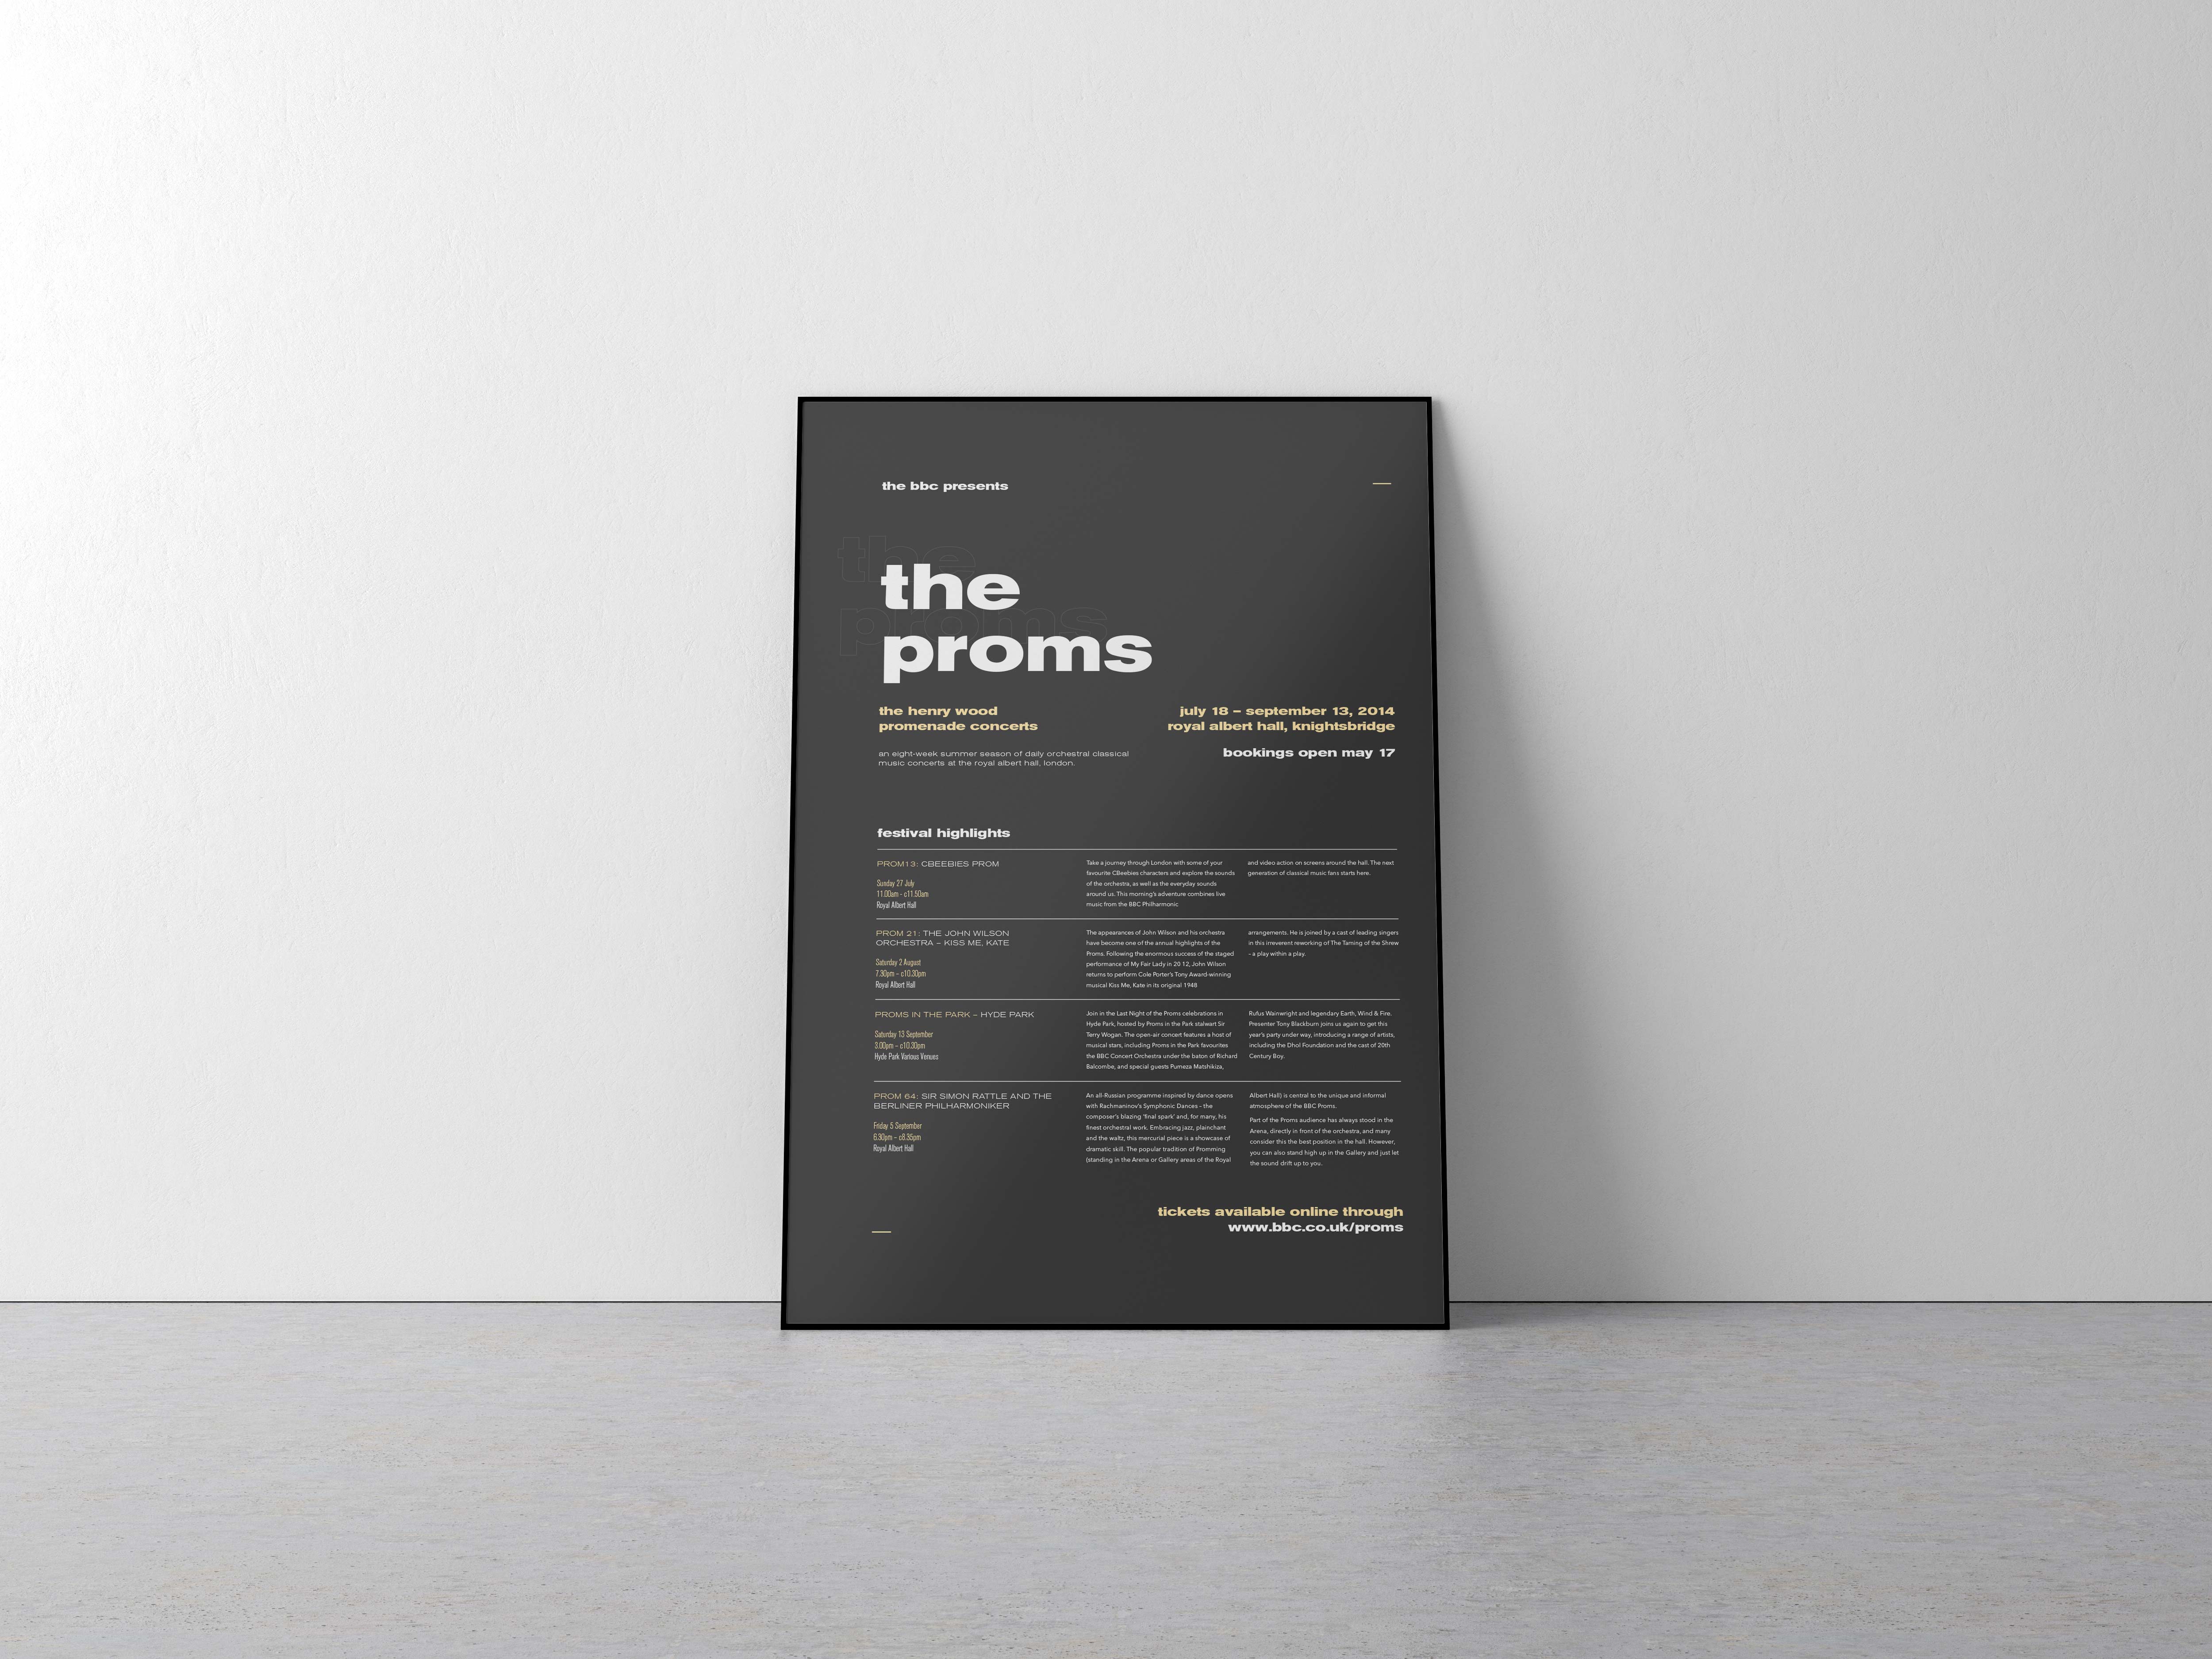 the bbc presents
the
proms
the
proms
the henry wood
promenade concerts
july 18 – september 13, 2014
royal albert hall, knightsbridge
an eight-week summer season of daily orchestral classical
music concerts at the royal albert hall, london.
bookings open may 17
festival highlights
PROM13: CBEEBIES PROM
Sunday 27 July
11.00am - c11.50am
Royal Albert Hall
Take a journey through London with some of your
favourite CBeebies characters and explore the sounds
of the orchestra, as well as the everyday sounds
around us. This morning's adventure combines live
music from the BBC Philharmonic
and video action on screens around the hall. The next
generation of classical music fans starts here.
PROM 21: THE JOHN WILSON
ORCHESTRA – KISS ME, KATE
Saturday 2 August
7.30pm – c10.30pm
Royal Albert Hall
The appearances of John Wilson and his orchestra
have become one of the annual highlights of the
Proms. Following the enormous success of the staged
performance of My Fair Lady in 20 12, John Wilson
returns to perform Cole Porter's Tony Award-winning
musical Kiss Me, Kate in its original 1948
arrangements. He is joined by a cast of leading singers
in this irreverent reworking of The Taming of the Shrew
– a play within a play.
PROMS IN THE PARK – HYDE PARK
Saturday 13 September
3.00pm – c10.30pm
Hyde Park Various Venues
Join in the Last Night of the Proms celebrations in
Hyde Park, hosted by Proms in the Park stalwart Sir
Terry Wogan. The open-air concert features a host of
musical stars, including Proms in the Park favourites
the BBC Concert Orchestra under the baton of Richard
Balcombe, and special guests Pumeza Matshikiza,
Rufus Wainwright and legendary Earth, Wind & Fire.
Presenter Tony Blackburn joins us again to get this
year's party under way, introducing a range of artists,
including the Dhol Foundation and the cast of 20th
Century Boy.
PROM 64: SIR SIMON RATTLE AND THE
BERLINER PHILHARMONIKER
Friday 5 September
6.30pm – c8.35pm
Royal Albert Hall
An all-Russian programme inspired by dance opens
with Rachmaninov's Symphonic Dances - the
composer's blazing 'final spark' and, for many, his
finest orchestral work. Embracing jazz, plainchant
and the waltz, this mercurial piece is a showcase of
dramatic skill. The popular tradition of Promming
(standing in the Arena or Gallery areas of the Royal
Albert Hall) is central to the unique and informal
atmosphere of the BBC Proms.
Part of the Proms audience has always stood in the
Arena, directly in front of the orchestra, and many
consider this the best position in the hall. However,
you can also stand high up in the Gallery and just let
the sound drift up to you.
tickets available online through
www.bbc.co.uk/proms